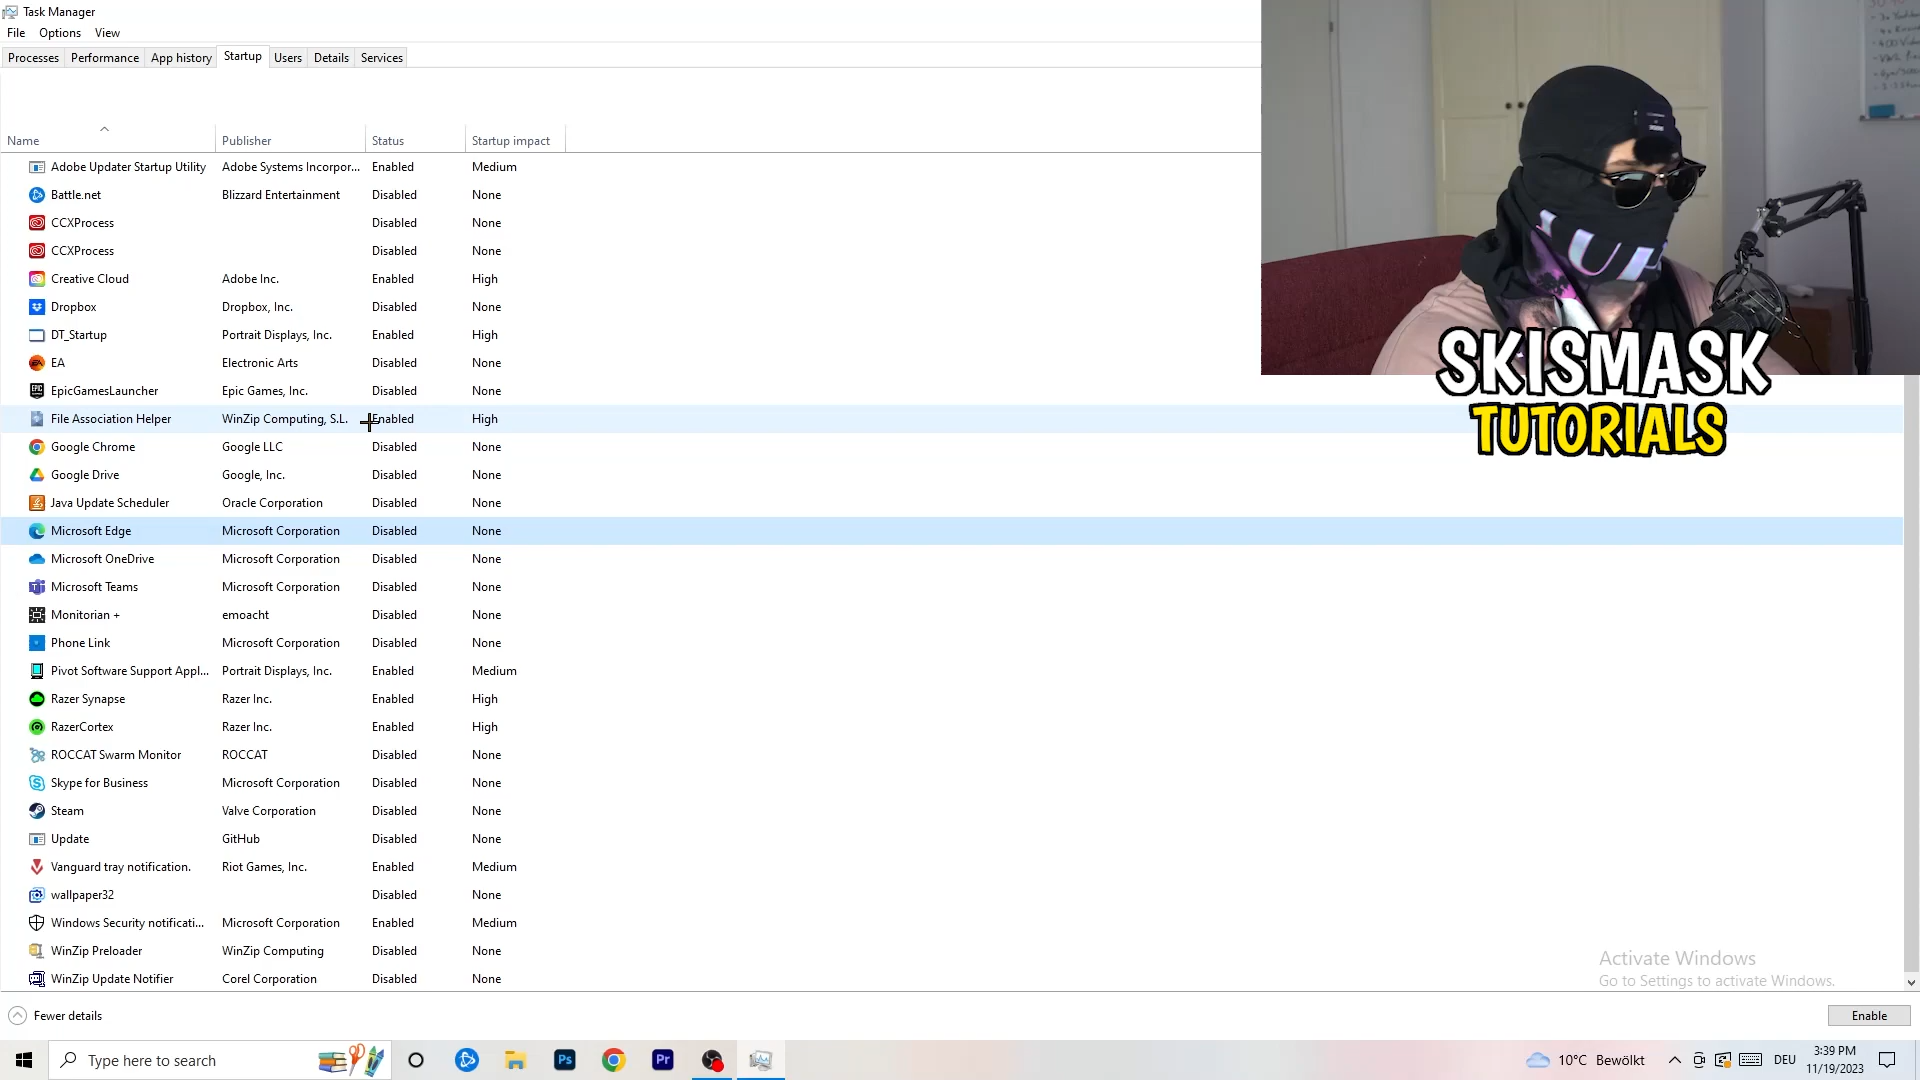 Task Manager
File Options View
Processes Performance App history Startup Users Details Services
Name Publisher Status Startup impact
Adobe Updater Startup Utility Adobe Systems Incorpor... Enabled Medium
Battle.net Blizzard Entertainment Disabled None
CCXProcess Disabled None
CCXProcess Disabled None
Creative Cloud Adobe Inc. Enabled High
Dropbox Dropbox, Inc. Disabled None
DT_Startup Portrait Displays, Inc. Enabled High
EA Electronic Arts Disabled None
EpicGamesLauncher Epic Games, Inc. Disabled None
File Association Helper WinZip Computing, S.L. Enabled High
Google Chrome Google LLC Disabled None
Google Drive Google, Inc. Disabled None
Java Update Scheduler Oracle Corporation Disabled None
Microsoft Edge Microsoft Corporation Disabled None
Microsoft OneDrive Microsoft Corporation Disabled None
Microsoft Teams Microsoft Corporation Disabled None
Monitorian + emoacht Disabled None
Phone Link Microsoft Corporation Disabled None
Pivot Software Support Appl... Portrait Displays, Inc. Enabled Medium
Razer Synapse Razer Inc. Enabled High
RazerCortex Razer Inc. Enabled High
ROCCAT Swarm Monitor ROCCAT Disabled None
Skype for Business Microsoft Corporation Disabled None
Steam Valve Corporation Disabled None
Update GitHub Disabled None
Vanguard tray notification. Riot Games, Inc. Enabled Medium
wallpaper32 Disabled None
Windows Security notificati... Microsoft Corporation Enabled Medium
WinZip Preloader WinZip Computing Disabled None
WinZip Update Notifier Corel Corporation Disabled None
SKISMASK
TUTORIALS
Activate Windows
Go to Settings to activate Windows.
Fewer details Enable
Type here to search Ps Pr 10°C Bewölkt DEU 3:39 PM
11/19/2023